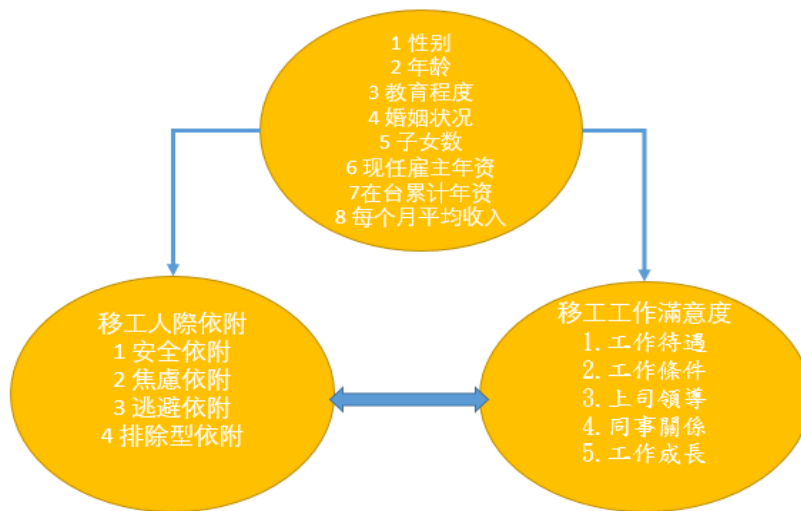 1 性别
2 年龄
3 教育程度
4 婚姻状况
5 子女数
6 现任雇主年资
7在台累计年资
8 每个月平均收入
移工人際依附
1 安全依附
2 焦慮依附
3 逃避依附
4 排除型依附
移工工作滿意度
1. 工作待遇
2. 工作條件
3. 上司領導
4. 同事關係
5. 工作成長